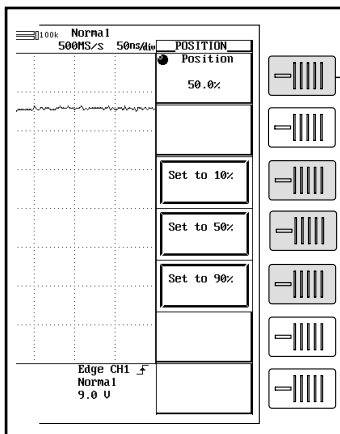 100k Normal
500MS/s 50ns/div
POSITION
Position
50.0%
Set to 10%
Set to 50%
Set to 90%
Edge CH1
Normal
9.0 V